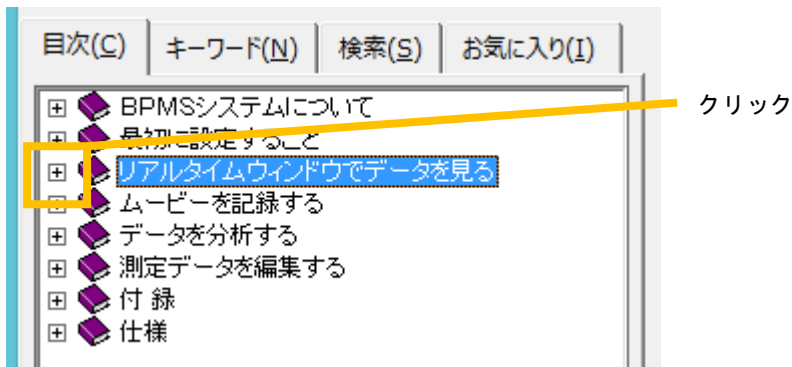 目次(C) キーワード(N) 検索(S) お気に入り(I)
BPMSシステムについて
クリック
最初に設定すること
リアルタイムウィンドウでデータを見る
ムービーを記録する
データを分析する
測定データを編集する
付 録
仕様